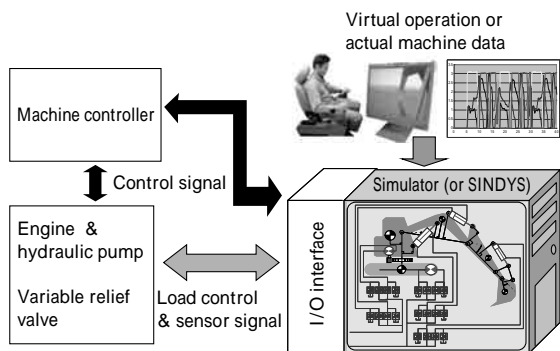 Virtual operation or
actual machine data
Machine controller
Control signal
Simulator (or SINDYS)
Engine &
hydraulic pump
Variable relief
valve
Load control
& sensor signal
I/O interface